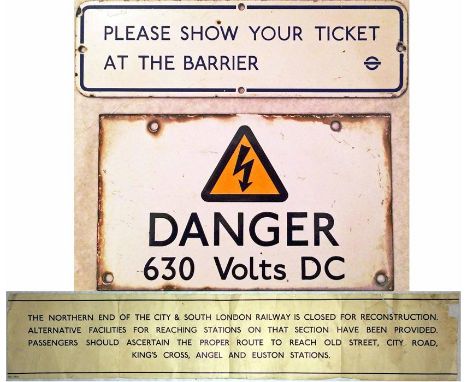 PLEASE SHOW YOUR TICKET
AT THE BARRIER
DANGER
630 Volts DC
THE NORTHERN END OF THE CITY & SOUTH LONDON RAILWAY IS CLOSED FOR RECONSTRUCTION.
ALTERNATIVE FACILITIES FOR REACHING STATIONS ON THAT SECTION HAVE BEEN PROVIDED.
PASSENGERS SHOULD ASCERTAIN THE PROPER ROUTE TO REACH OLD STREET, CITY ROAD,
KING'S CROSS, ANGEL AND EUSTON STATIONS.